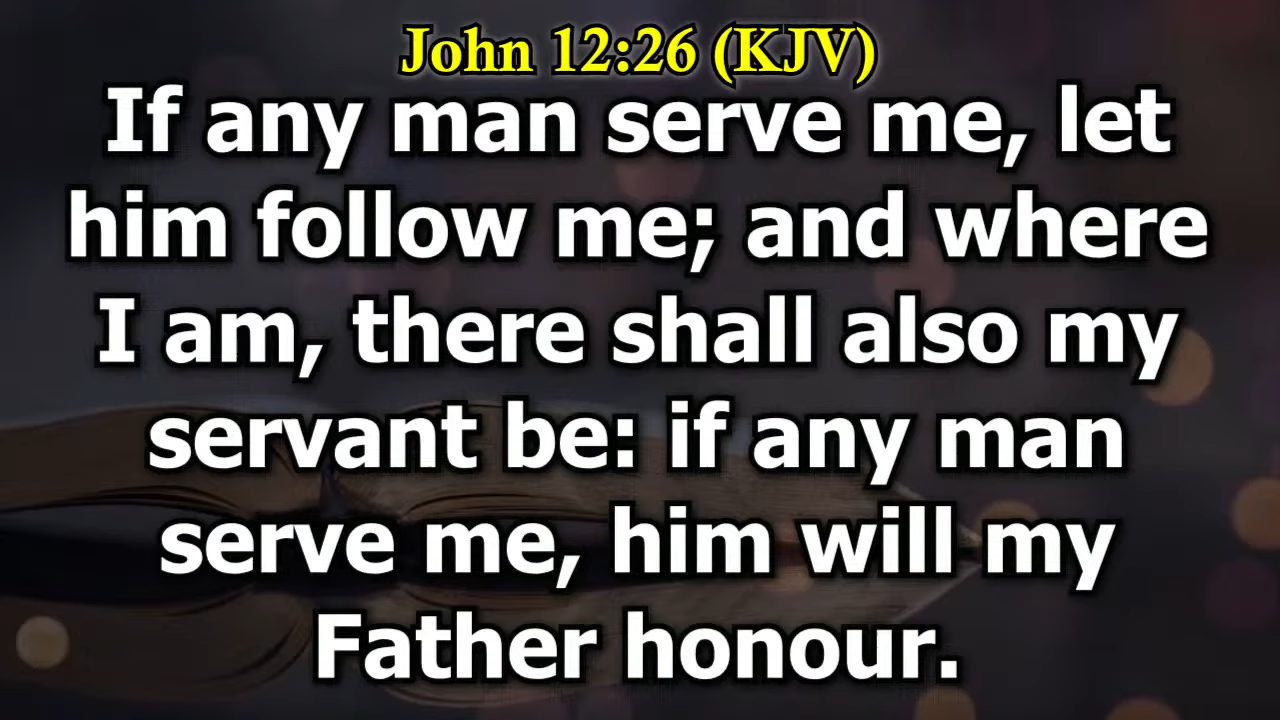 John 12:26 (KJV)
If any man serve me, let
him follow me; and where
I am, there shall also my
servant be: if any man
serve me, him will my
Father honour.